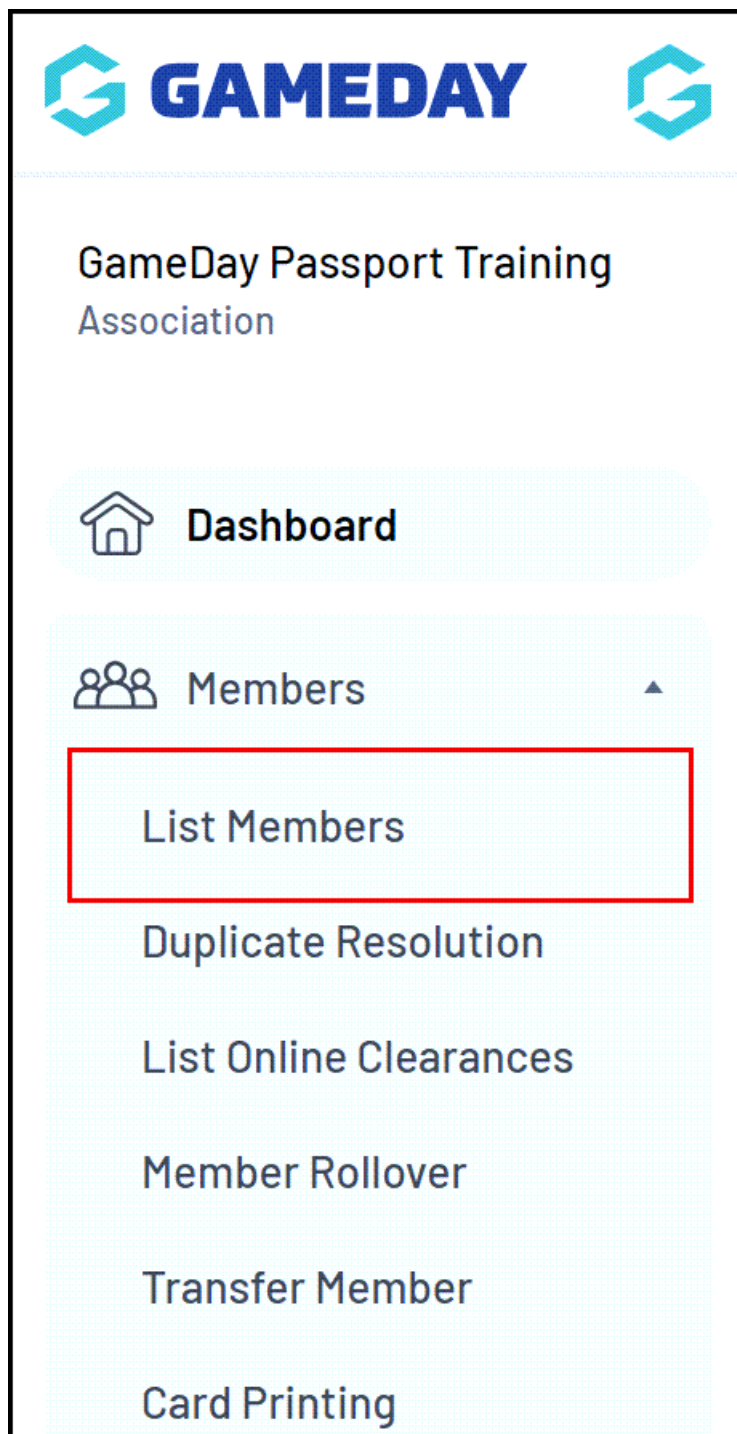 GAMEDAY
GameDay Passport Training
Association
Dashboard
Members
List Members
Duplicate Resolution
List Online Clearances
Member Rollover
Transfer Member
Card Printing